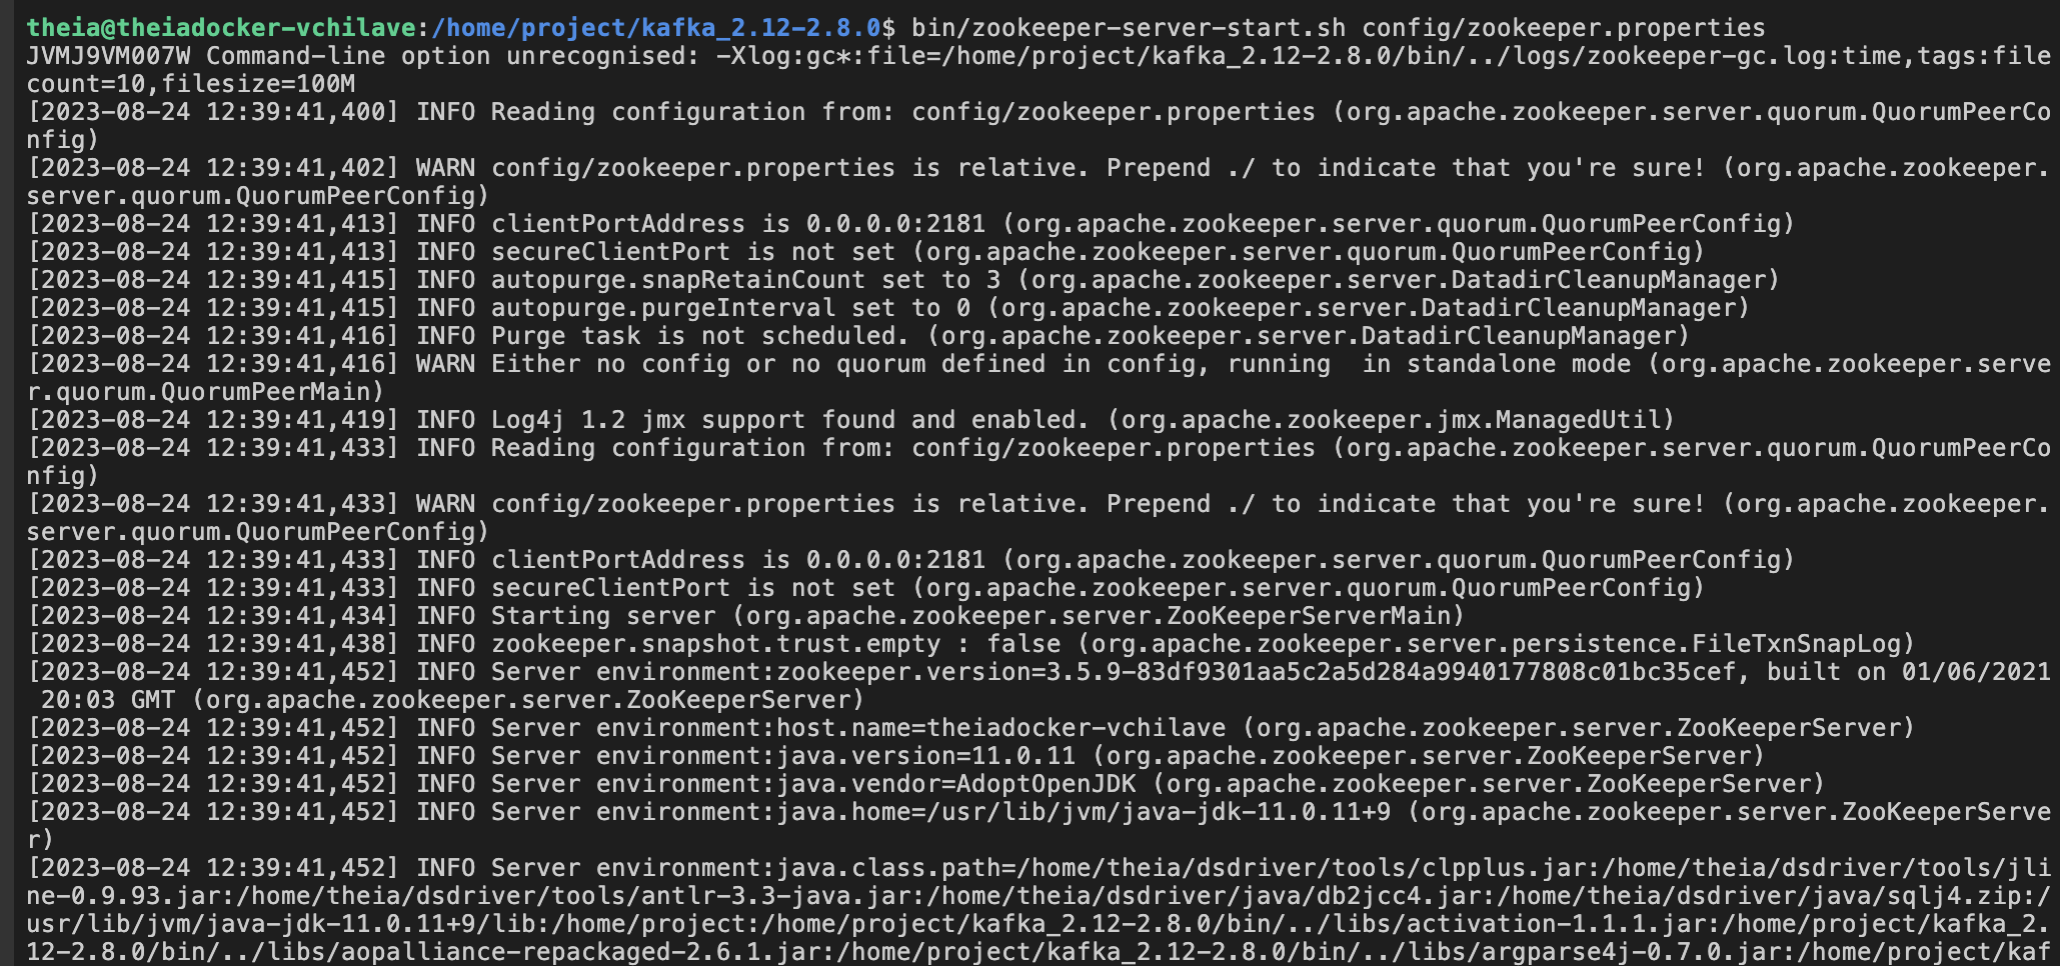 theia@theiadocker-vchilave:/home/project/kafka_2.12-2.8.0$ bin/zookeeper-server-start.sh config/zookeeper.properties
JVMJ9VM007W Command-line option unrecognised: -Xlog:gc*:file=/home/project/kafka_2.12-2.8.0/bin/../logs/zookeeper-gc.log:time,tags:file
count=10,filesize=100M
[2023-08-24 12:39:41,400] INFO Reading configuration from: config/zookeeper.properties (org.apache.zookeeper.server.quorum.QuorumPeerCo
nfig)
[2023-08-24 12:39:41,402] WARN config/zookeeper.properties is relative. Prepend ./ to indicate that you're sure! (org.apache.zookeeper.
server.quorum.QuorumPeerConfig)
[2023-08-24 12:39:41,413] INFO clientPortAddress is 0.0.0.0:2181 (org.apache.zookeeper.server.quorum.QuorumPeerConfig)
[2023-08-24 12:39:41,413] INFO secureClientPort is not set (org.apache.zookeeper.server.quorum.QuorumPeerConfig)
[2023-08-24 12:39:41,415] INFO autopurge.snapRetainCount set to 3 (org.apache.zookeeper.server.DatadirCleanupManager)
[2023-08-24 12:39:41,415] INFO autopurge.purgeInterval set to 0 (org.apache.zookeeper.server.DatadirCleanupManager)
[2023-08-24 12:39:41,416] INFO Purge task is not scheduled. (org.apache.zookeeper.server.DatadirCleanupManager)
[2023-08-24 12:39:41,416] WARN Either no config or no quorum defined in config, running  in standalone mode (org.apache.zookeeper.serve
r.quorum.QuorumPeerMain)
[2023-08-24 12:39:41,419] INFO Log4j 1.2 jmx support found and enabled. (org.apache.zookeeper.jmx.ManagedUtil)
[2023-08-24 12:39:41,433] INFO Reading configuration from: config/zookeeper.properties (org.apache.zookeeper.server.quorum.QuorumPeerCo
nfig)
[2023-08-24 12:39:41,433] WARN config/zookeeper.properties is relative. Prepend ./ to indicate that you're sure! (org.apache.zookeeper.
server.quorum.QuorumPeerConfig)
[2023-08-24 12:39:41,433] INFO clientPortAddress is 0.0.0.0:2181 (org.apache.zookeeper.server.quorum.QuorumPeerConfig)
[2023-08-24 12:39:41,433] INFO secureClientPort is not set (org.apache.zookeeper.server.quorum.QuorumPeerConfig)
[2023-08-24 12:39:41,434] INFO Starting server (org.apache.zookeeper.server.ZooKeeperServerMain)
[2023-08-24 12:39:41,438] INFO zookeeper.snapshot.trust.empty : false (org.apache.zookeeper.server.persistence.FileTxnSnapLog)
[2023-08-24 12:39:41,452] INFO Server environment:zookeeper.version=3.5.9-83df9301aa5c2a5d284a9940177808c01bc35cef, built on 01/06/2021
 20:03 GMT (org.apache.zookeeper.server.ZooKeeperServer)
[2023-08-24 12:39:41,452] INFO Server environment:host.name=theiadocker-vchilave (org.apache.zookeeper.server.ZooKeeperServer)
[2023-08-24 12:39:41,452] INFO Server environment:java.version=11.0.11 (org.apache.zookeeper.server.ZooKeeperServer)
[2023-08-24 12:39:41,452] INFO Server environment:java.vendor=AdoptOpenJDK (org.apache.zookeeper.server.ZooKeeperServer)
[2023-08-24 12:39:41,452] INFO Server environment:java.home=/usr/lib/jvm/java-jdk-11.0.11+9 (org.apache.zookeeper.server.ZooKeeperServe
r)
[2023-08-24 12:39:41,452] INFO Server environment:java.class.path=/home/theia/dsdriver/tools/clpplus.jar:/home/theia/dsdriver/tools/jli
ne-0.9.93.jar:/home/theia/dsdriver/tools/antlr-3.3-java.jar:/home/theia/dsdriver/java/db2jcc4.jar:/home/theia/dsdriver/java/sqlj4.zip:/
usr/lib/jvm/java-jdk-11.0.11+9/lib:/home/project:/home/project/kafka_2.12-2.8.0/bin/../libs/activation-1.1.1.jar:/home/project/kafka_2.
12-2.8.0/bin/../libs/aopalliance-repackaged-2.6.1.jar:/home/project/kafka_2.12-2.8.0/bin/../libs/argparse4j-0.7.0.jar:/home/project/kaf